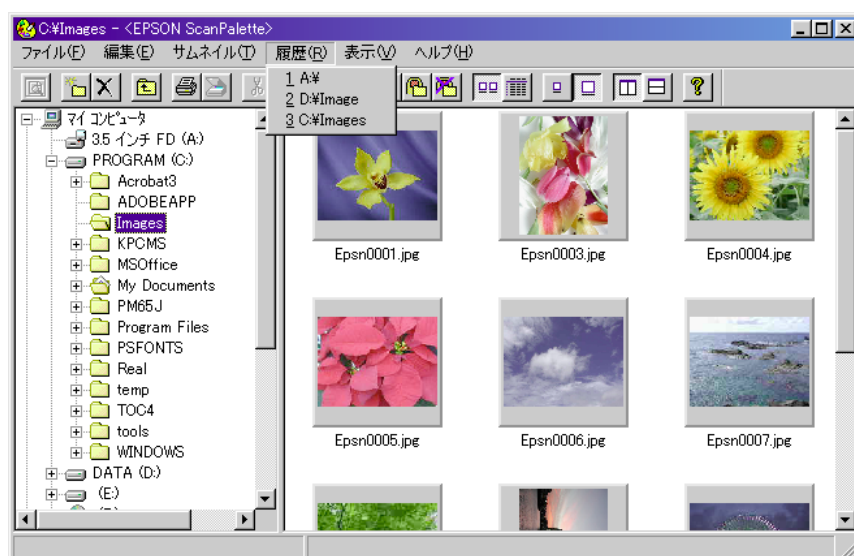 C:¥Images - <EPSON ScanPalette>
ファイル(F) 編集(E) サムネイル(T) 履歴(R) 表示(V) ヘルプ(H)
1 A:¥
2 D:¥Image
3 C:¥Images
マイ コンピュータ
3.5 インチ FD (A:)
PROGRAM (C:)
Acrobat3
ADOBEAPP
Images
KPCMS
MSOffice
My Documents
PM65J
Program Files
PSFONTS
Real
temp
TOC4
tools
WINDOWS
DATA (D:)
(E:)
Epsn0001.jpg Epsn0003.jpg Epsn0004.jpg
Epsn0005.jpg Epsn0006.jpg Epsn0007.jpg